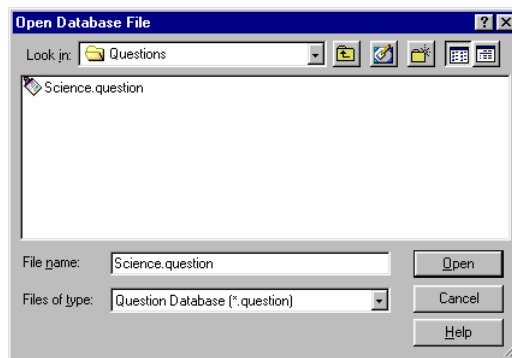 Open Database File
Look in: Questions
Science.question
File name: Science.question Open
Files of type: Question Database (*.question) Cancel
Help